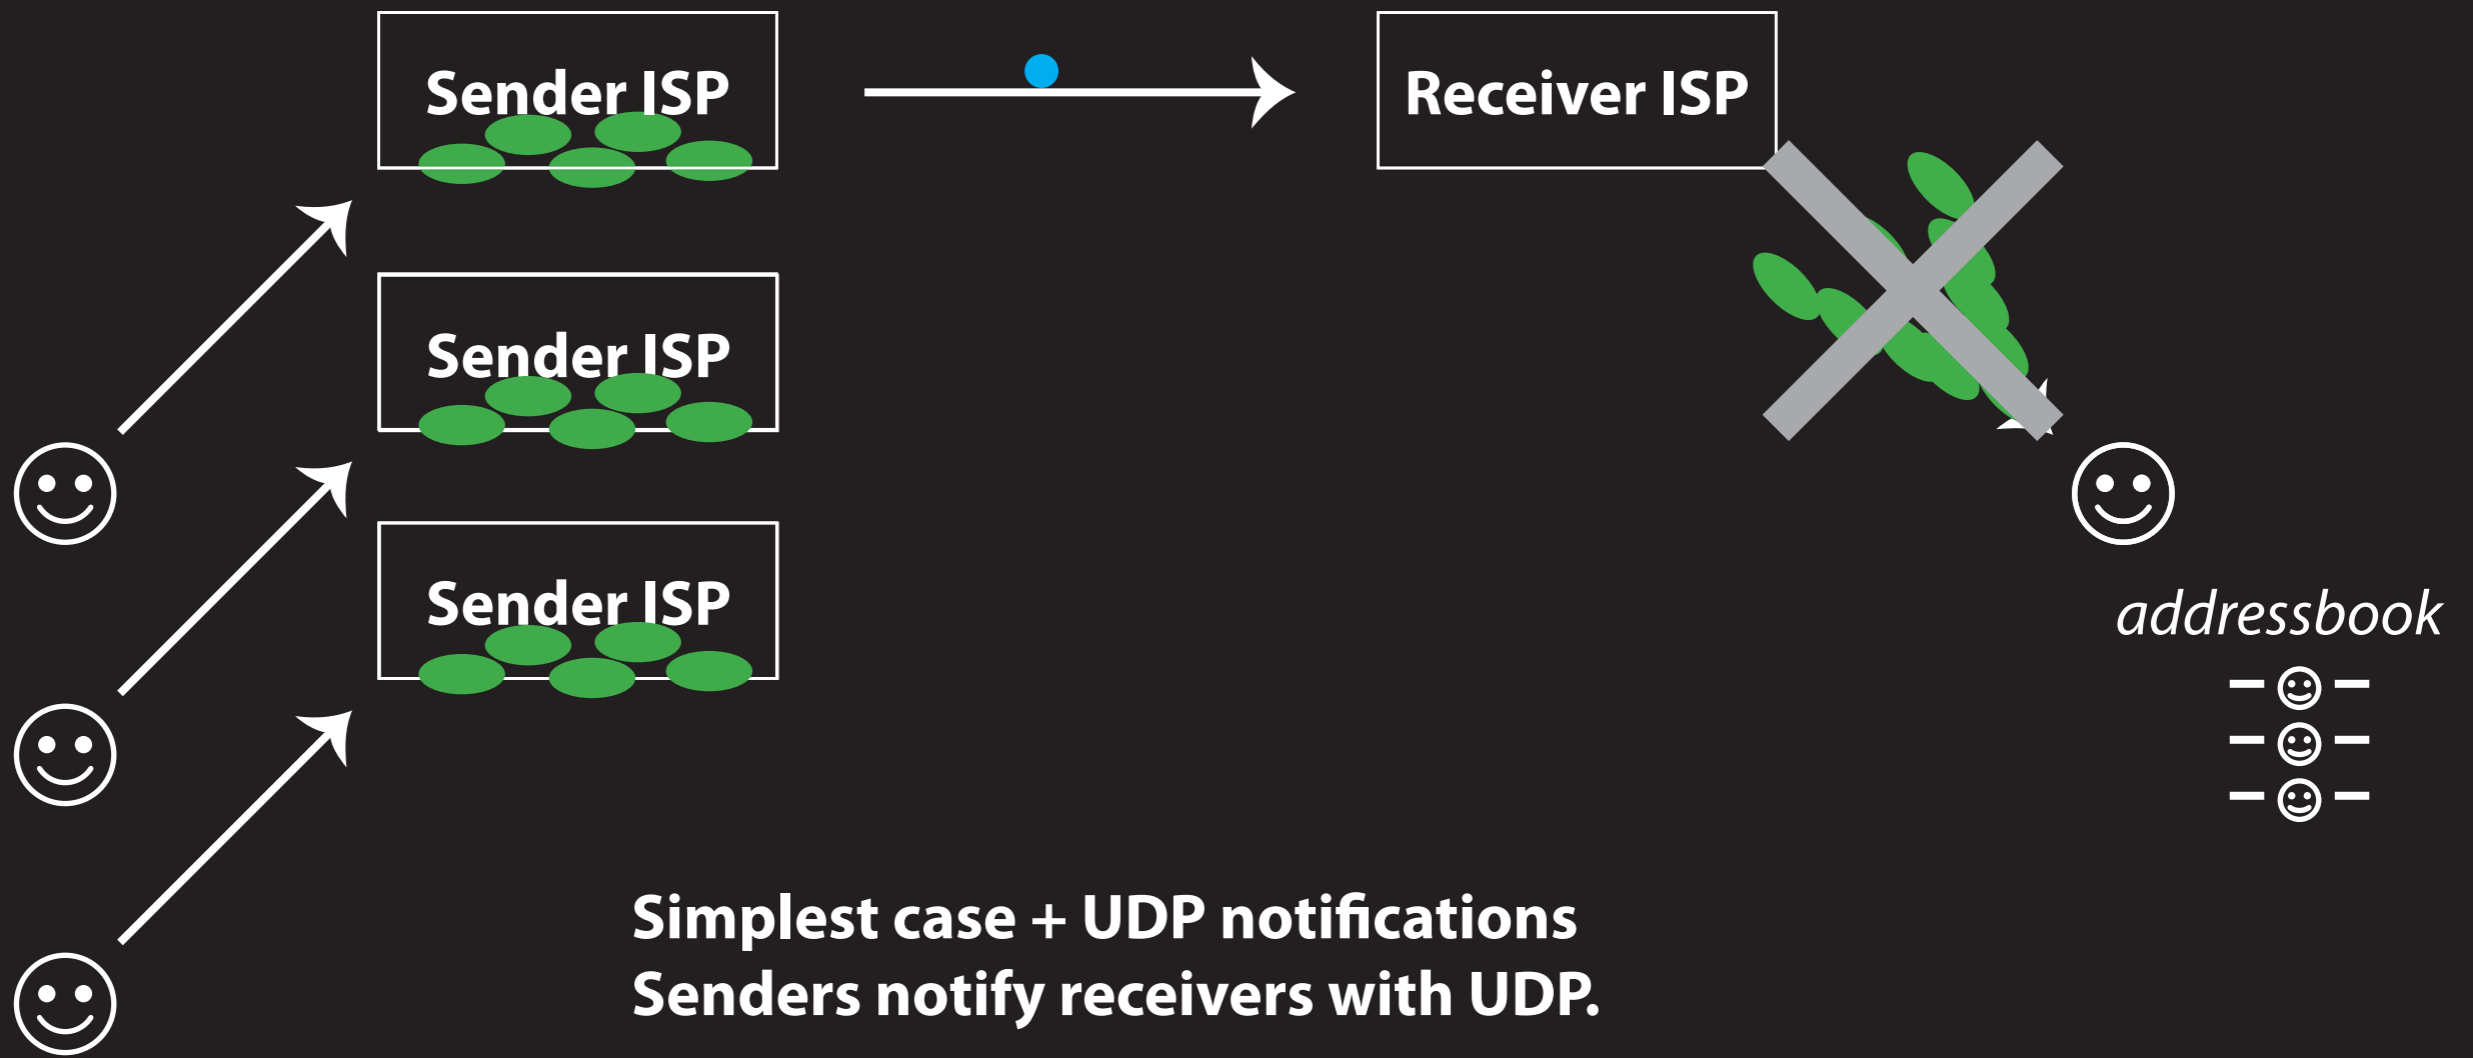 Sender ISP
Receiver ISP
Sender ISP
Sender ISP
addressbook
Simplest case + UDP notifications
Senders notify receivers with UDP.